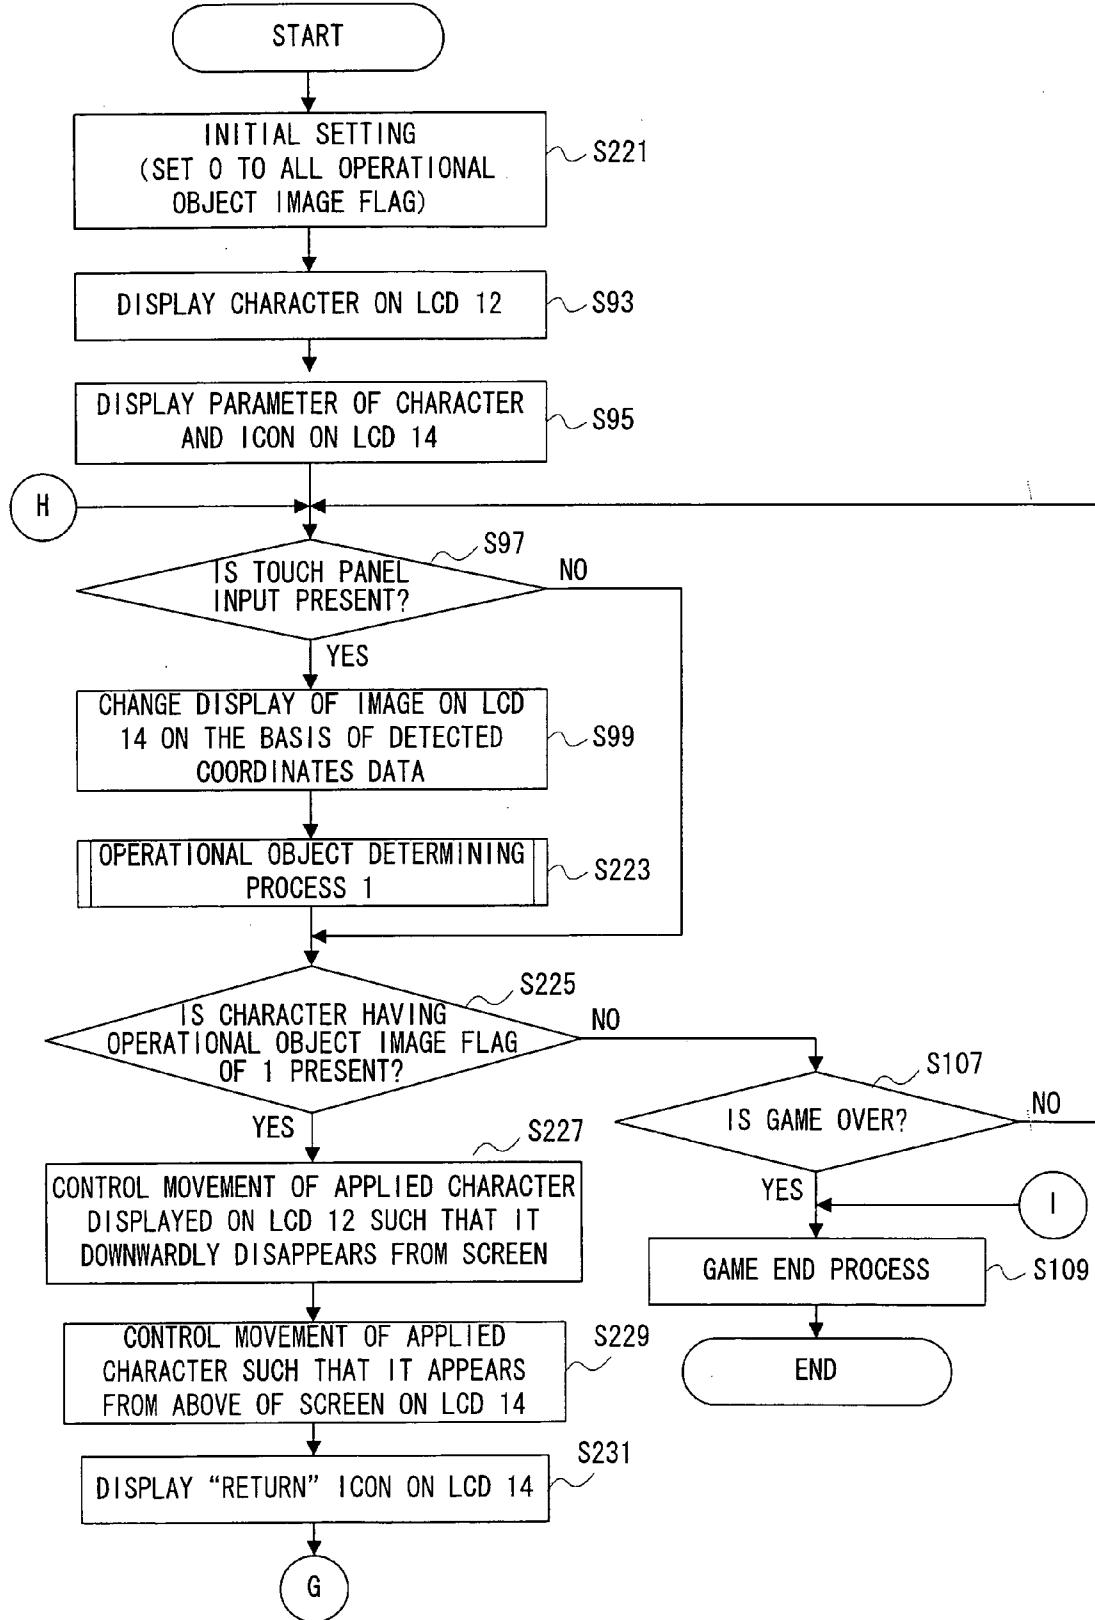 START
INITIAL SETTING
(SET 0 TO ALL OPERATIONAL
OBJECT IMAGE FLAG)
S221
DISPLAY CHARACTER ON LCD 12
S93
DISPLAY PARAMETER OF CHARACTER
AND ICON ON LCD 14
S95
H
S97
IS TOUCH PANEL
INPUT PRESENT?
NO
YES
CHANGE DISPLAY OF IMAGE ON LCD
14 ON THE BASIS OF DETECTED
COORDINATES DATA
S99
OPERATIONAL OBJECT DETERMINING
PROCESS 1
S223
S225
IS CHARACTER HAVING
OPERATIONAL OBJECT IMAGE FLAG
OF 1 PRESENT?
NO
YES
S107
IS GAME OVER?
NO
YES
I
S227
CONTROL MOVEMENT OF APPLIED CHARACTER
DISPLAYED ON LCD 12 SUCH THAT IT
DOWNWARDLY DISAPPEARS FROM SCREEN
GAME END PROCESS
S109
CONTROL MOVEMENT OF APPLIED
CHARACTER SUCH THAT IT APPEARS
FROM ABOVE OF SCREEN ON LCD 14
S229
END
S231
DISPLAY “RETURN” ICON ON LCD 14
G